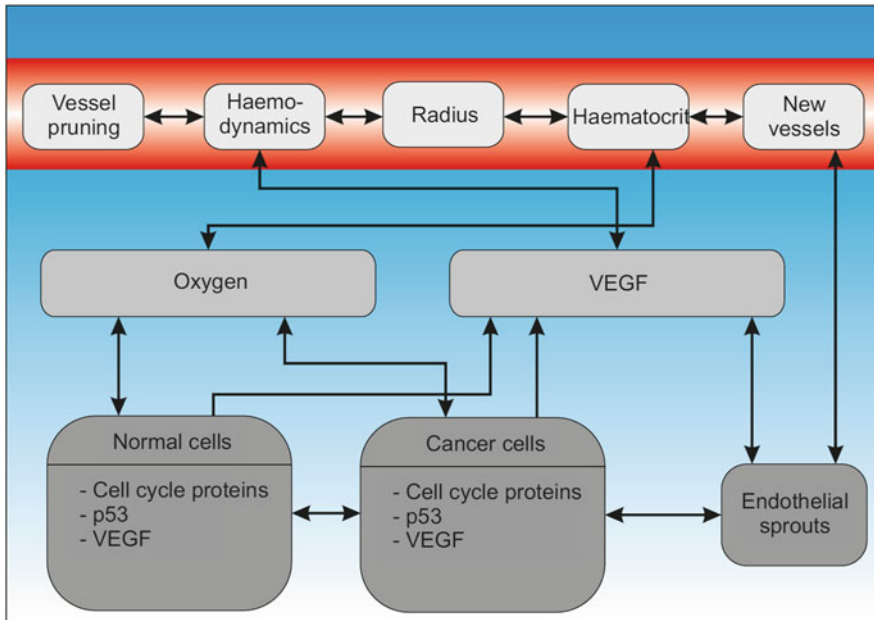 Vessel
pruning
Haemo-
dynamics
Radius
Haematocrit
New
vessels
Oxygen
VEGF
Normal cells
- Cell cycle proteins
- p53
- VEGF
Cancer cells
- Cell cycle proteins
- p53
- VEGF
Endothelial
sprouts